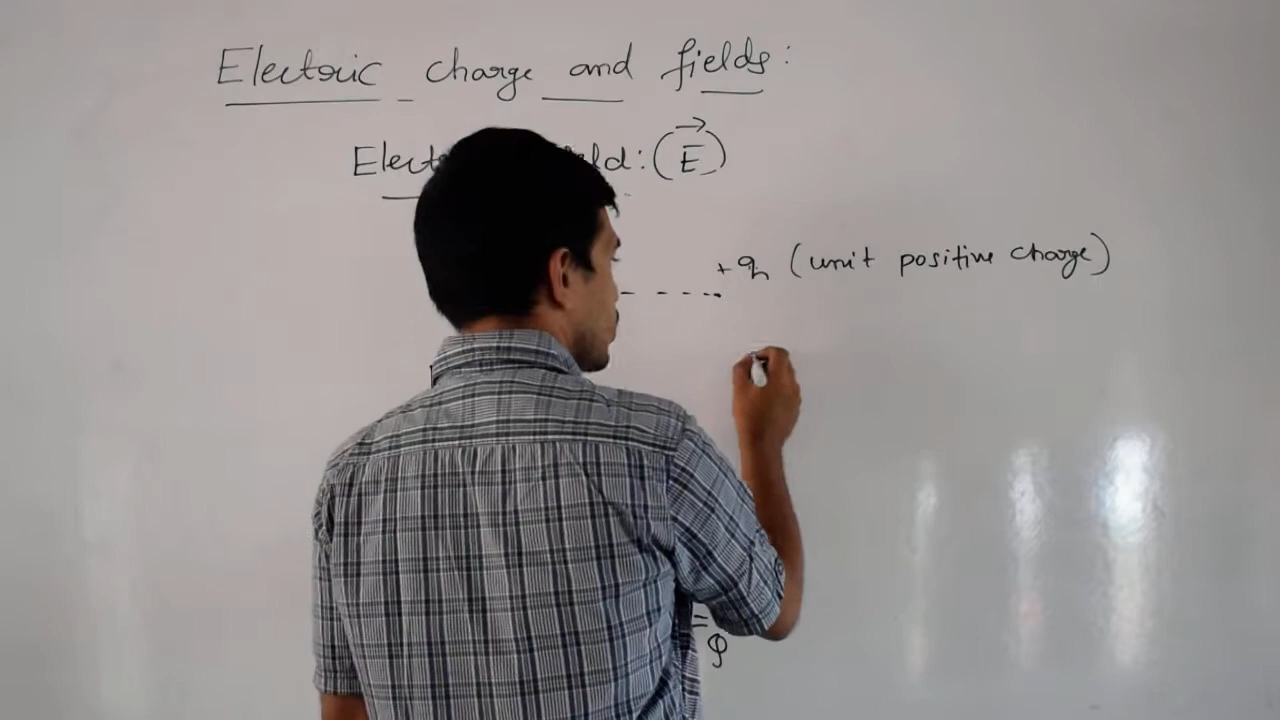 Electric charge and fields:
Elect ld: (E)
+q (unit positive charge)
=
φ